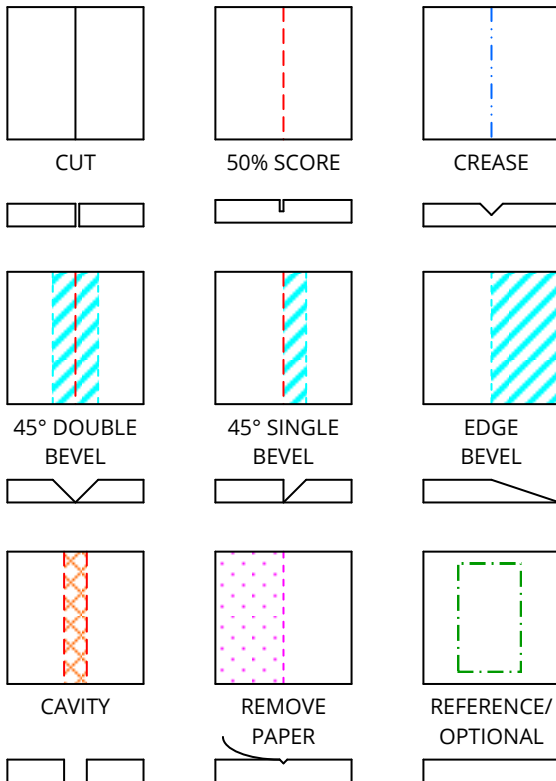 CUT
50% SCORE
CREASE
45° DOUBLE
BEVEL
45° SINGLE
BEVEL
EDGE
BEVEL
CAVITY
REMOVE
PAPER
REFERENCE/
OPTIONAL